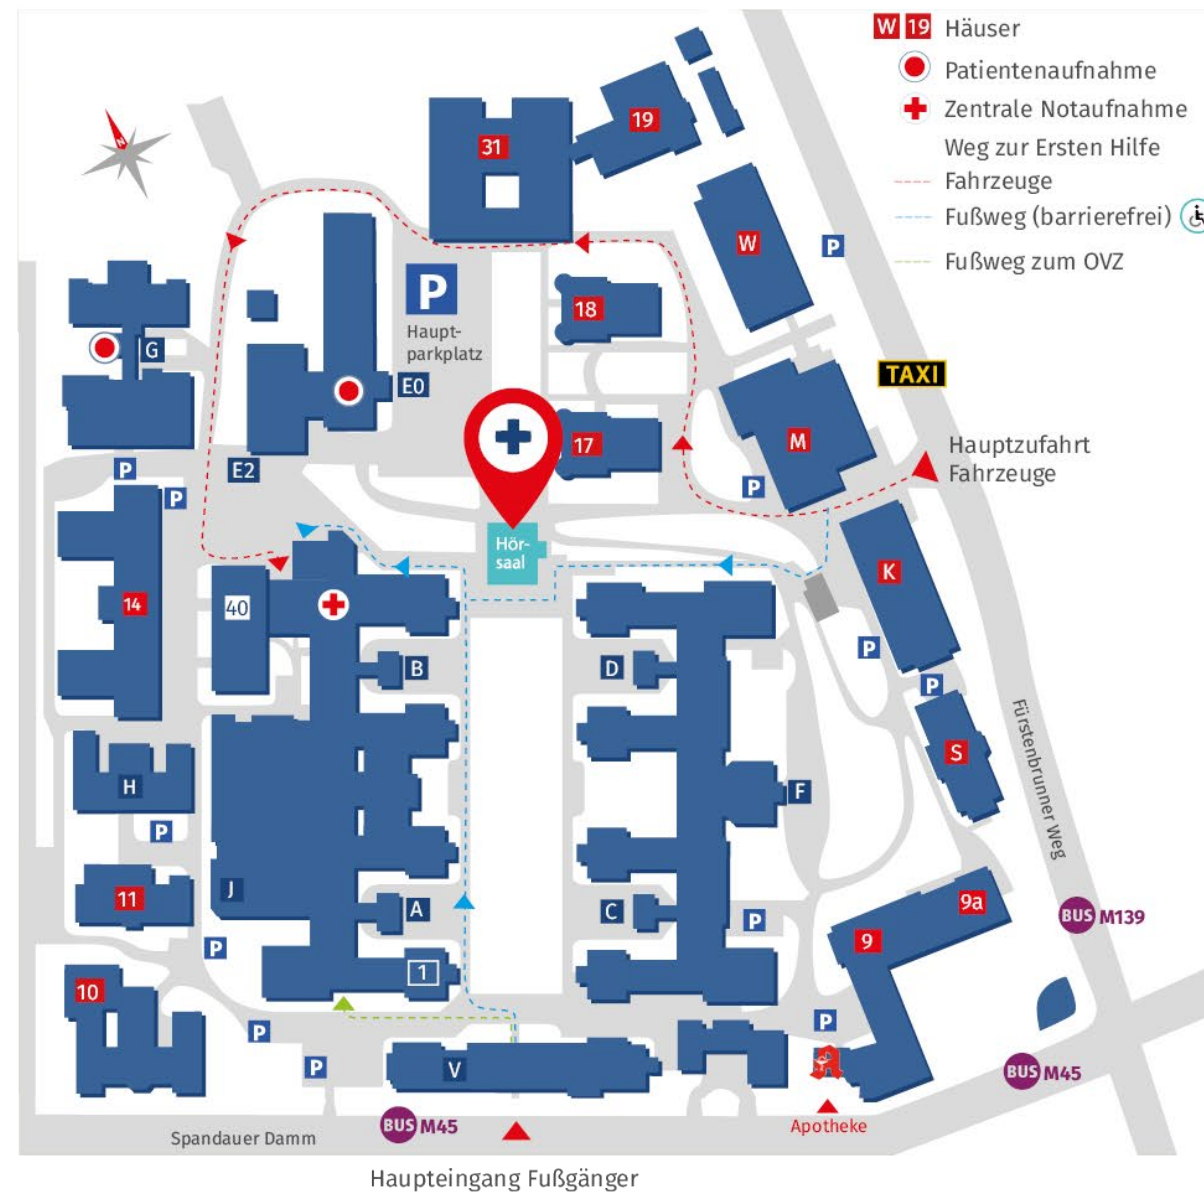 W 19 Häuser
Patientenaufnahme
Zentrale Notaufnahme
Weg zur Ersten Hilfe
Fahrzeuge
Fußweg (barrierefrei)
Fußweg zum OVZ
N
31
19
W
P
P
Haupt-
parkplatz
18
G
E0
TAXI
17
M
Hauptzufahrt
Fahrzeuge
E2
P
P
P
Hör-
saal
K
14
40
P
B
D
P
Fürstenbrunner Weg
S
H
F
P
J
11
A
C
P
9a
9
BUS M139
P
1
10
P
P
P
V
A
BUS M45
BUS M45
Apotheke
Spandauer Damm
Haupteingang Fußgänger